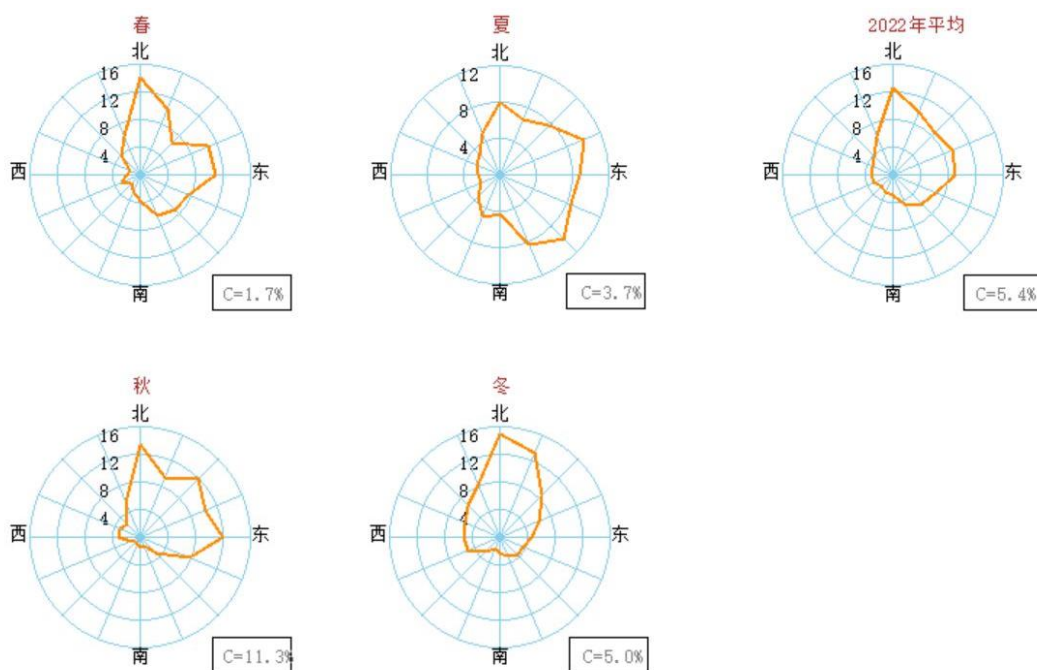 春
北
16
12
8
4
西
东
南
C=1.7%
夏
北
12
8
4
西
东
南
C=3.7%
2022年平均
北
16
12
8
4
西
东
南
C=5.4%
秋
北
16
12
8
4
西
东
南
C=11.3%
冬
北
16
12
8
4
西
东
南
C=5.0%